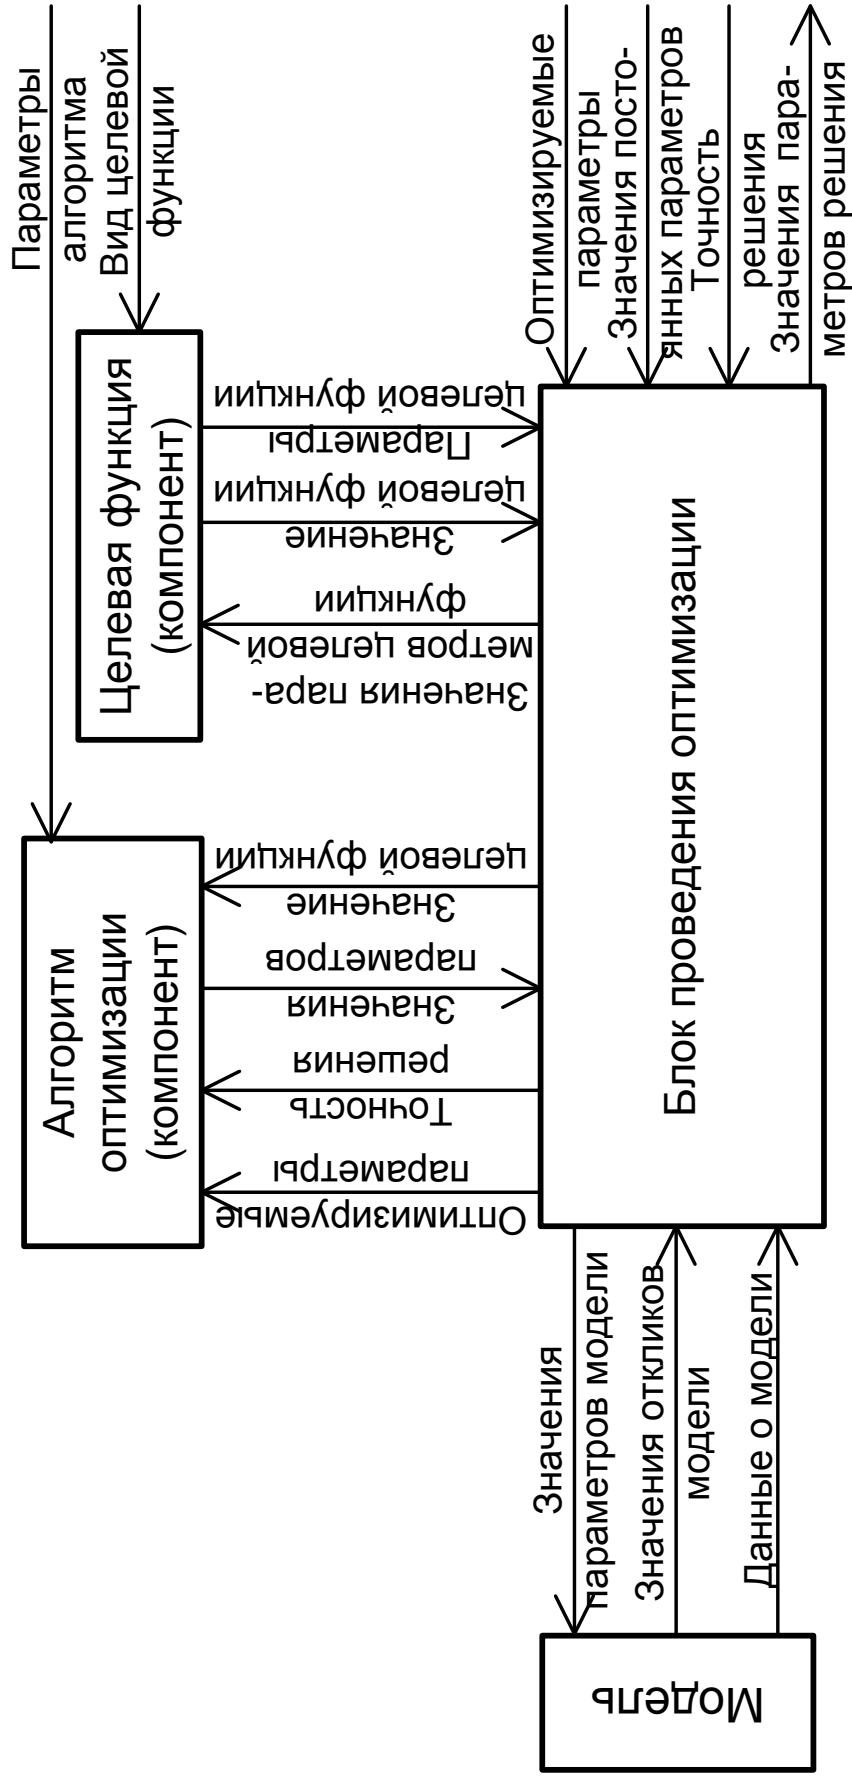 Параметры
алгоритма
Вид целевой
функции
Алгоритм
оптимизации
(компонент)
Целевая функция
(компонент)
Оптимизируемые
параметры
Точность
решения
Значения
параметров
Значение
целевой функции
Значения пара-
метров целевой
функции
Значение
целевой функции
Параметры
целевой функции
Оптимизируемые
параметры
Значения посто-
янных параметров
Точность
решения
Значения пара-
метров решения
Блок проведения оптимизации
Значения
параметров модели
Значения откликов
модели
Данные о модели
Модель